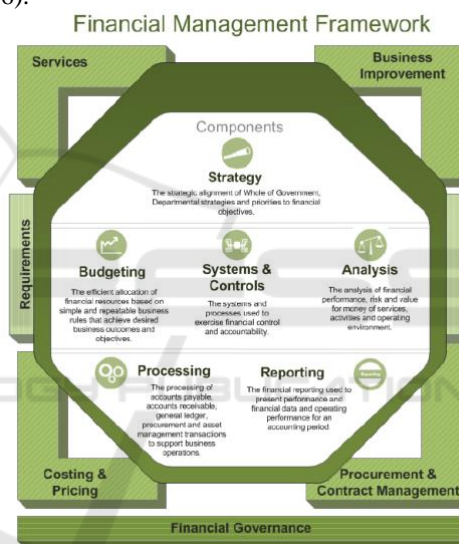 6).
Financial Management Framework
Services
Business
Improvement
Components
Strategy
The strategic alignment of Whole of Government,
Departmental strategies and priorities to financial
objectives.
Requirements
Budgeting
The efficient allocation of
financial resources based on
simple and repeatable business
rules that achieve desired
business outcomes and
objectives.
Systems &
Controls
The systems and
processes used to
exercise financial control
and accountability.
Analysis
The analysis of financial
performance, risk and value
for money of services,
activities and operating
environment.
Processing
The processing of
accounts payable,
accounts receivable,
general ledger,
procurement and asset
management transactions
to support business
operations.
Reporting
The financial reporting used to
present performance and
financial data and operating
performance for an
accounting period.
Costing &
Pricing
Procurement &
Contract Management
Financial Governance